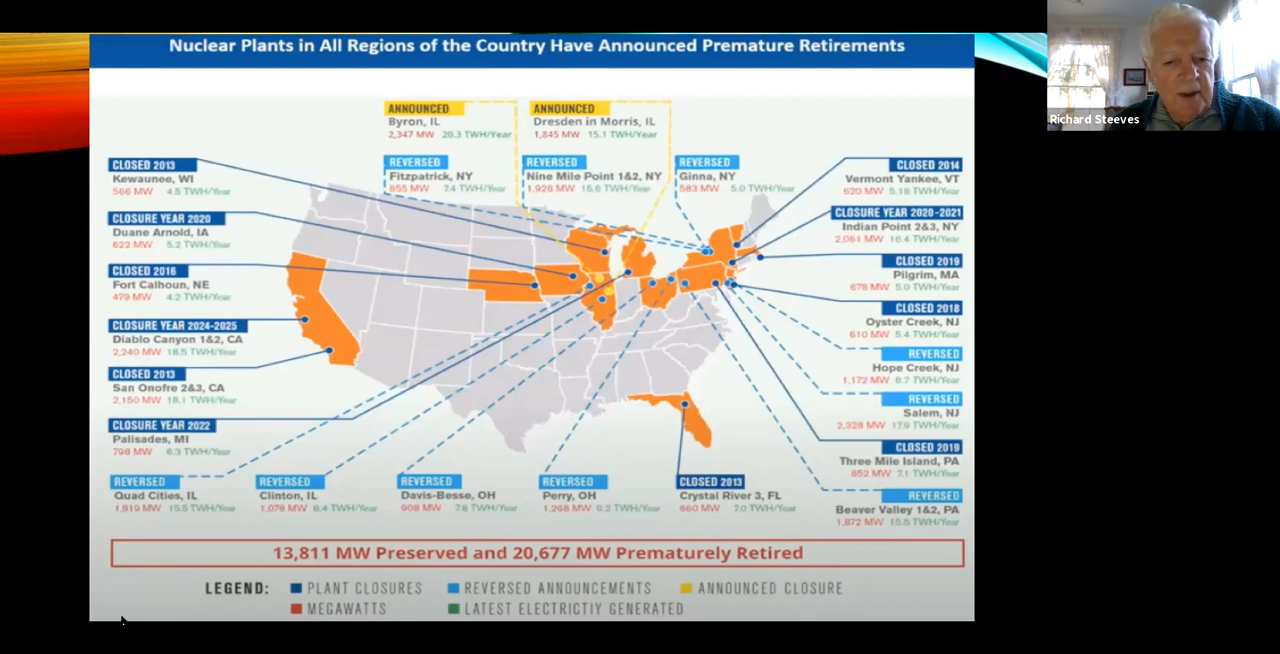 Nuclear Plants in All Regions of the Country Have Announced Premature Retirements
Richard Steeves
ANNOUNCED
Byron, IL
2,347 MW 20.3 TWH/Year
ANNOUNCED
Dresden in Morris, IL
1,845 MW 15.1 TWH/Year
REVERSED
Fitzpatrick, NY
855 MW 7.4 TWH/Year
REVERSED
Nine Mile Point 1&2, NY
1,928 MW 15.6 TWH/Year
REVERSED
Ginna, NY
583 MW 5.0 TWH/Year
CLOSED 2013
Kewaunee, WI
566 MW 4.5 TWH/Year
CLOSURE YEAR 2020
Duane Arnold, IA
622 MW 5.2 TWH/Year
CLOSED 2016
Fort Calhoun, NE
479 MW 4.2 TWH/Year
CLOSURE YEAR 2024-2025
Diablo Canyon 1&2, CA
2,240 MW 18.5 TWH/Year
CLOSED 2013
San Onofre 2&3, CA
2,150 MW 18.1 TWH/Year
CLOSURE YEAR 2022
Palisades, MI
798 MW 6.3 TWH/Year
CLOSED 2014
Vermont Yankee, VT
620 MW 5.18 TWH/Year
CLOSURE YEAR 2020-2021
Indian Point 2&3, NY
2,061 MW 16.4 TWH/Year
CLOSED 2019
Pilgrim, MA
678 MW 5.0 TWH/Year
CLOSED 2018
Oyster Creek, NJ
610 MW 5.4 TWH/Year
REVERSED
Hope Creek, NJ
1,172 MW TWH/Year
REVERSED
Salem, NJ
2,328 MW 17.9 TWH/Year
CLOSED 2019
Three Mile Island, PA
852 MW 7.1 TWH/Year
REVERSED
Beaver Valley 1&2, PA
1,872 MW TWH/Year
REVERSED
Quad Cities, IL
1,819 MW 15.5 TWH/Year
REVERSED
Clinton, IL
1,078 MW TWH/Year
REVERSED
Davis-Besse, OH
908 MW 7.8 TWH/Year
REVERSED
Perry, OH
1,268 MW 9.2 TWH/Year
CLOSED 2013
Crystal River 3, FL
860 MW 7.0 TWH/Year
13,811 MW Preserved and 20,677 MW Prematurely Retired
LEGEND: PLANT CLOSURES REVERSED ANNOUNCEMENTS ANNOUNCED CLOSURE
MEGAWATTS LATEST ELECTRICTIY GENERATED